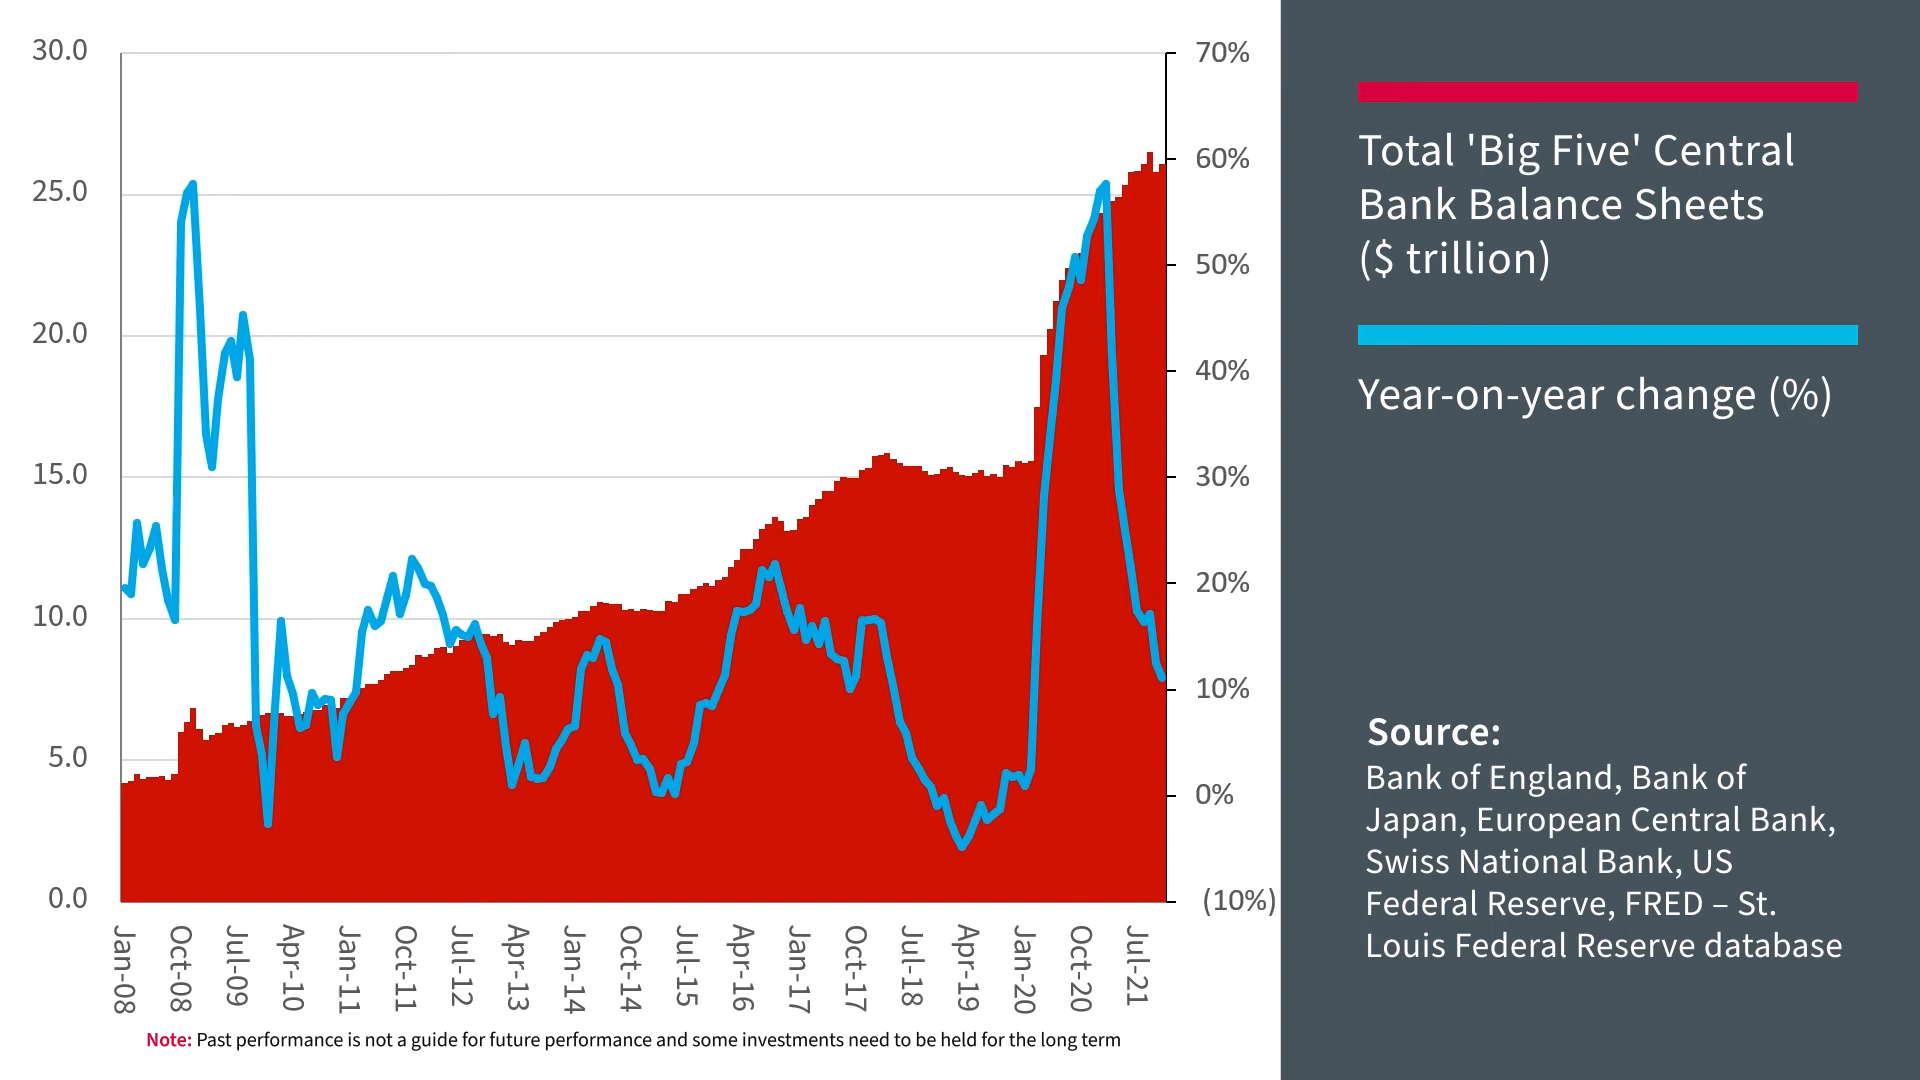 30.0
25.0
20.0
15.0
10.0
5.0
0.0
70%
60%
50%
40%
30%
20%
10%
0%
(10%)
Jan-08
Oct-08
Jul-09
Apr-10
Jan-11
Oct-11
Jul-12
Apr-13
Jan-14
Oct-14
Jul-15
Apr-16
Jan-17
Oct-17
Jul-18
Apr-19
Jan-20
Oct-20
Jul-21
Note: Past performance is not a guide for future performance and some investments need to be held for the long term
Total 'Big Five' Central
Bank Balance Sheets
($ trillion)
Year-on-year change (%)
Source:
Bank of England, Bank of
Japan, European Central Bank,
Swiss National Bank, US
Federal Reserve, FRED – St.
Louis Federal Reserve database